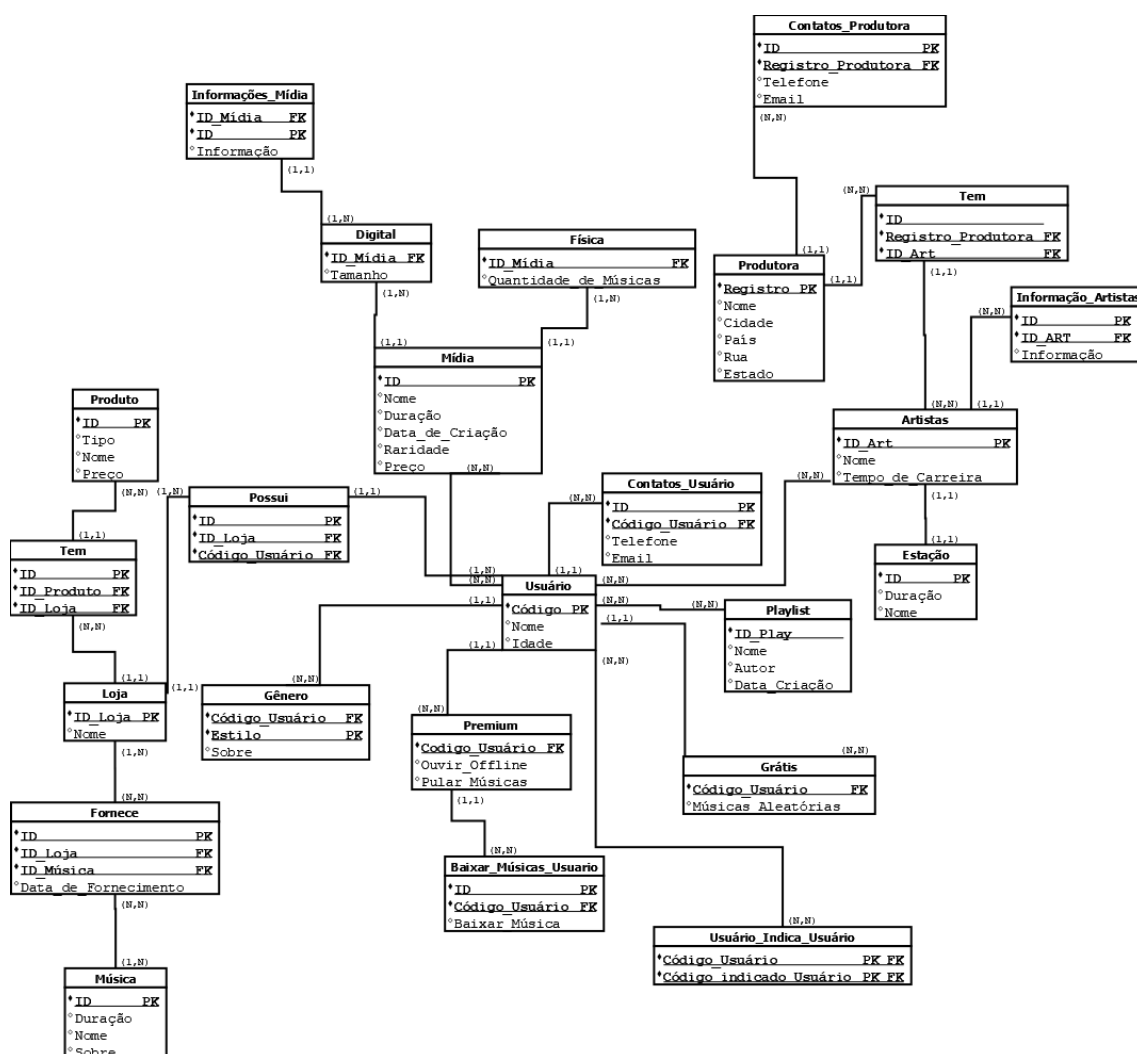 Contatos_Produtora
ID PK
Registro_Produtora FK
Telefone
Email
(N,N)
Informações_Mídia
ID_Mídia FK
ID PK
Informação
(1,1)
(1,N)
Digital
ID_Mídia FK
Tamanho
(1,N)
Física
ID_Mídia FK
Quantidade_de_Músicas
(1,N)
(N,N)
Tem
ID
Registro_Produtora FK
ID_Art FK
(1,1)
(1,1)
Produtora
Registro PK
Nome
Cidade
País
Rua
Estado
(1,1)
Informação_Artistas
ID PK
ID_ART FK
Informação
(N,N)
(1,1)
(1,1)
Mídia
ID PK
Nome
Duração
Data_de_Criação
Raridade
Preço
(N,N)
(N,N)
(1,1)
Artistas
ID_Art PK
Nome
Tempo_de_Carreira
(N,N)
(1,1)
Produto
ID PK
Tipo
Nome
Preço
(N,N)
(1,N)
Possui
ID PK
ID_Loja FK
Código_Usuário FK
(1,1)
Contatos_Usuário
ID PK
Código_Usuário FK
Telefone
Email
(N,N)
(1,1)
(1,1)
Estação
ID PK
Duração
Nome
(1,1)
Tem
ID PK
ID_Produto FK
ID_Loja FK
(N,N)
(1,N)
(N,N)
(1,1)
Usuário
Código PK
Nome
Idade
(N,N)
(N,N)
(1,1)
(1,1)
(N,N)
(N,N)
Playlist
ID_Play
Nome
Autor
Data_Criação
(1,1)
(1,1)
Loja
ID_Loja PK
Nome
(1,N)
(N,N)
Gênero
Código_Usuário FK
Estilo PK
Sobre
(N,N)
Premium
Codigo_Usuário FK
Ouvir_Offline
Pular_Músicas
(1,1)
(N,N)
Grátis
Código_Usuário FK
Músicas_Aleatórias
(N,N)
Fornece
ID PK
ID_Loja FK
ID_Música FK
Data_de_Fornecimento
(N,N)
(N,N)
Baixar_Músicas_Usuario
ID PK
Código_Usuário FK
Baixar_Música
(N,N)
Usuário_Indica_Usuário
Código_Usuário PK FK
Código_indicado_Usuário PK FK
(1,N)
Música
ID PK
Duração
Nome
Sobre